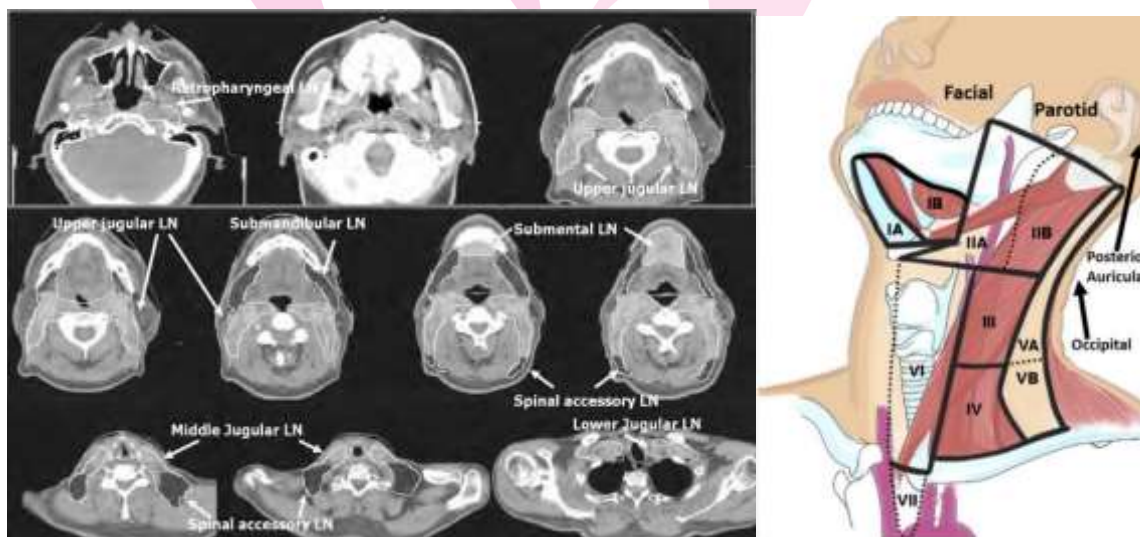 Retropharyngeal LN
Upper jugular LN
Upper jugular LN
Submandibular LN
Submental LN
Spinal accessory LN
Middle Jugular LN
Lower Jugular LN
Spinal accessory LN
Facial
Parotid
IB
IA
IIA
IIB
Posterio
Auricula
III
VA
Occipital
VI
VB
IV
VII